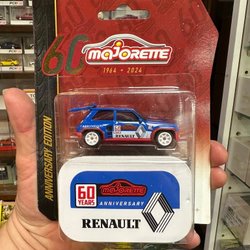 60
majorette
1964 - 2024
ANNIVERSARY EDITION
60
YEARS
majorette
ANNIVERSARY
RENAULT